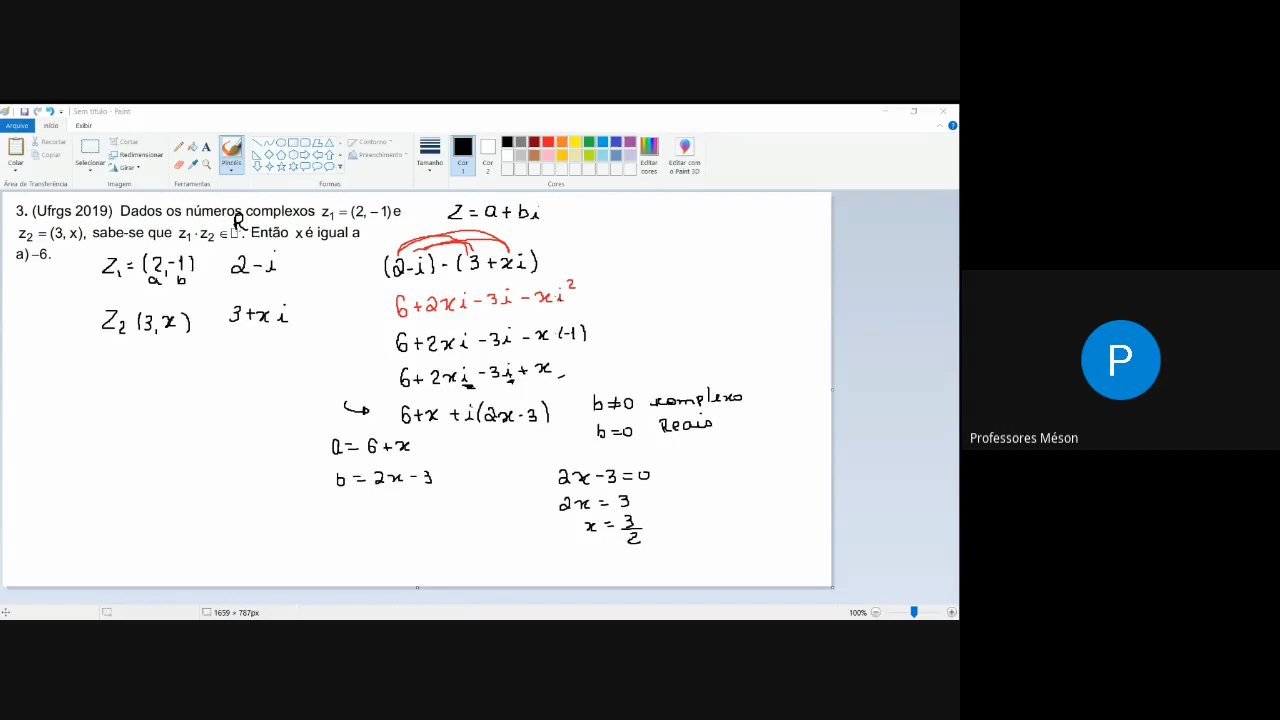 Sem título - Paint
Arquivo Início Exibir
Colar Recortar Copiar Selecionar Cortar Redimensionar Girar Pincéis Contorno Preenchimento Tamanho Cor 1 Cor 2 Editar cores Editar com o Paint 3D
Área de Transferência Imagem Ferramentas Formas Cores
3. (Ufrgs 2019) Dados os números complexos z₁ = (2, −1) e
z₂ = (3, x), sabe-se que z₁ · z₂ ∈ R. Então x é igual a
a) −6.
Z = a + bi
Z₁ = (2, -1) 2 - i
a, b
Z₂ (3, x) 3 + xi
(2-i) - (3 + xi)
6 + 2xi - 3i - xi²
6 + 2xi - 3i - x·(-1)
6 + 2xi - 3i + x
6 + x + i(2x - 3)
a = 6 + x
b = 2x - 3
b ≠ 0 complexo
b = 0 Reais
2x - 3 = 0
2x = 3
x = 3/2
1659 × 787px 100%
P
Professores Méson